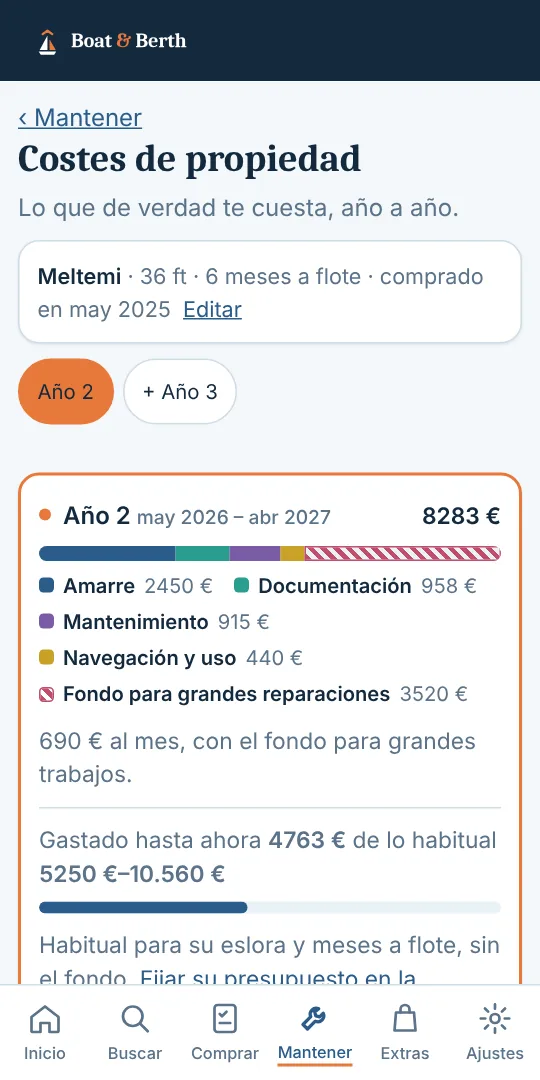 Boat & Berth
‹ Mantener
Costes de propiedad
Lo que de verdad te cuesta, año a año.
Meltemi · 36 ft · 6 meses a flote · comprado
en may 2025 Editar
Año 2
+ Año 3
Año 2 may 2026 – abr 2027 8283 €
Amarre 2450 € Documentación 958 €
Mantenimiento 915 €
Navegación y uso 440 €
Fondo para grandes reparaciones 3520 €
690 € al mes, con el fondo para grandes
trabajos.
Gastado hasta ahora 4763 € de lo habitual
5250 €–10.560 €
Habitual para su eslora y meses a flote, sin
el fondo. Fijar su presupuesto en la
Inicio Buscar Comprar Mantener Extras Ajustes